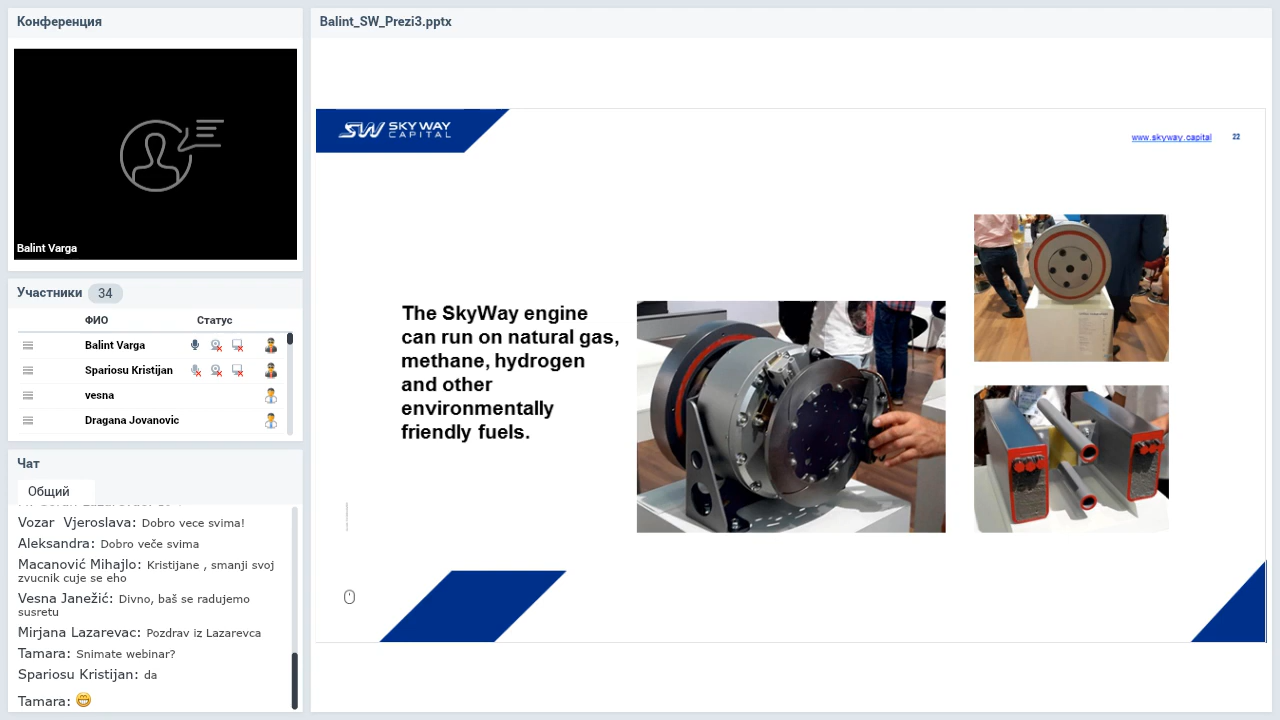 Конференция
Balint Varga
Участники 34
ФИО Статус
Balint Varga
Spariosu Kristijan
vesna
Dragana Jovanovic
Чат
Общий
Vozar Vjeroslava: Dobro vece svima!
Aleksandra: Dobro veče svima
Macanović Mihajlo: Kristijane , smanji svoj
zvucnik cuje se eho
Vesna Janežić: Divno, baš se radujemo
susretu
Mirjana Lazarevac: Pozdrav iz Lazarevca
Tamara: Snimate webinar?
Spariosu Kristijan: da
Tamara:
Balint_SW_Prezi3.pptx
SW SKY WAY
CAPITAL
www.skyway.capital 22
The SkyWay engine
can run on natural gas,
methane, hydrogen
and other
environmentally
friendly fuels.